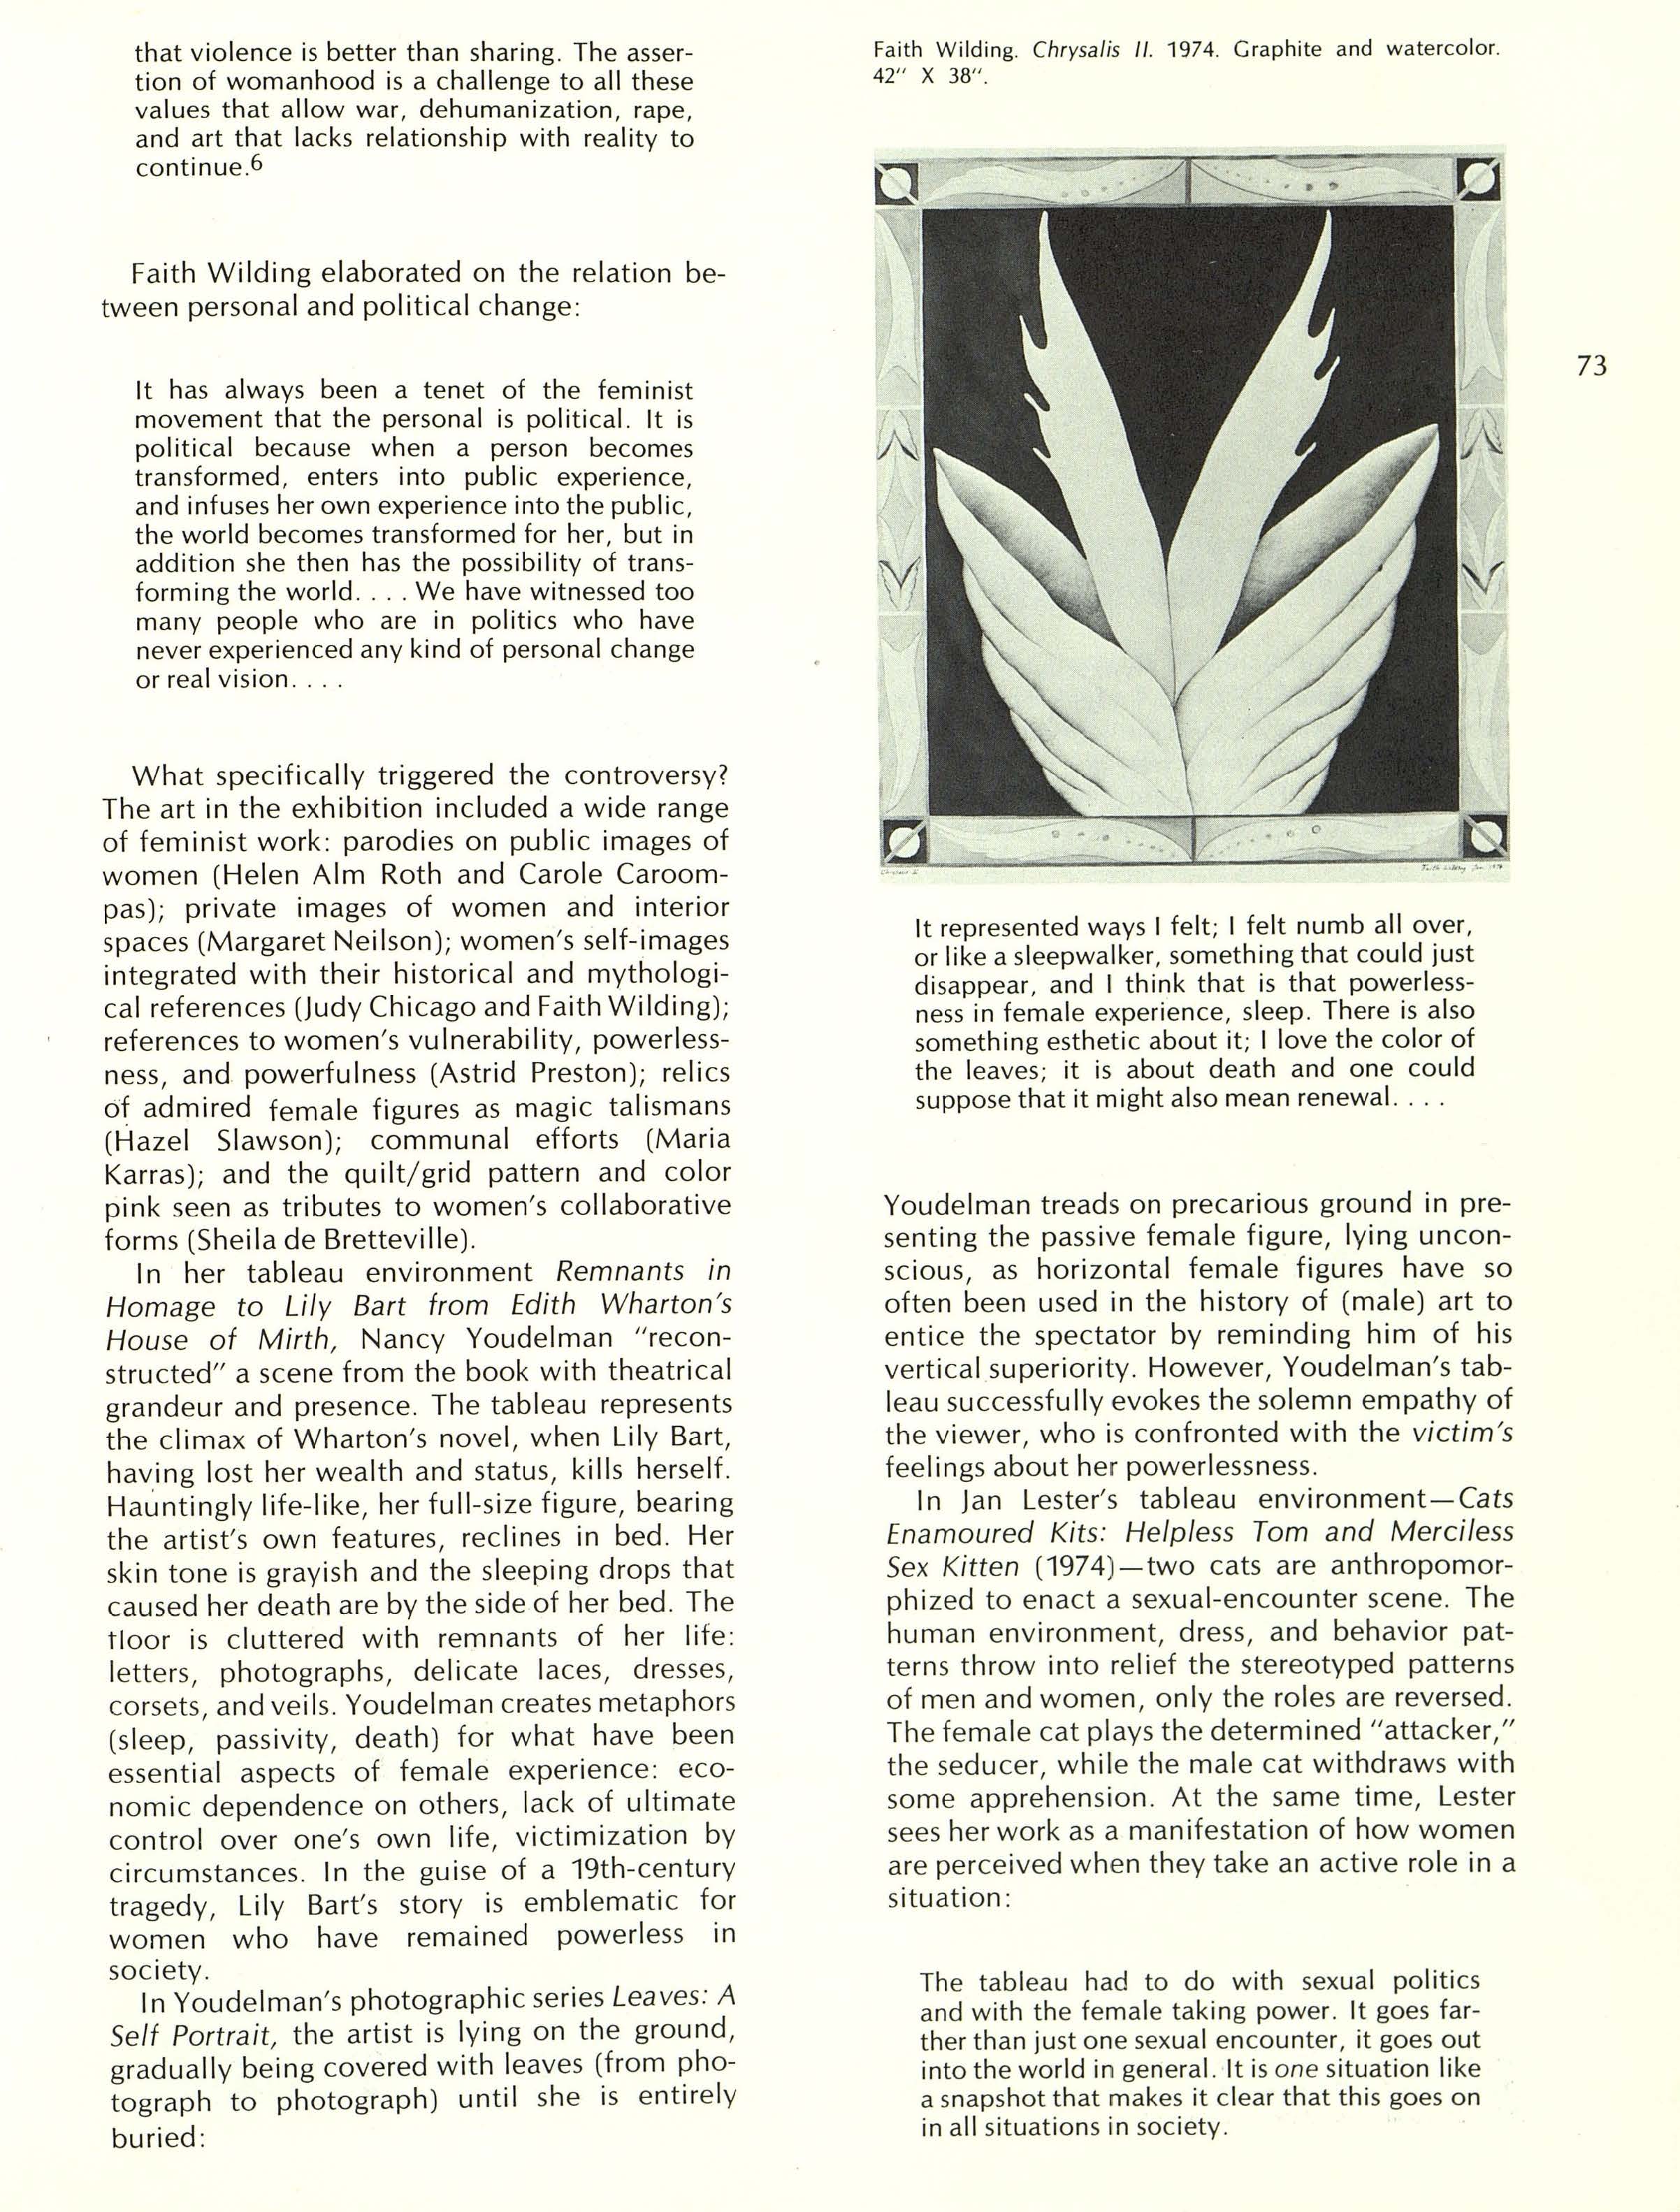 that violence is better than sharing. The asser-
tion of womanhood is a challenge to all these
values that allow war, dehumanization, rape,
and art that lacks relationship with reality to
continue.6
Faith Wilding elaborated on the relation be-
tween personal and political change:
It has always been a tenet of the feminist
movement that the personal is political. It is
political because when a person becomes
transformed, enters into public experience,
and infuses her own experience into the public,
the world becomes transformed for her, but in
addition she then has the possibility of trans-
forming the world. . . . We have witnessed too
many people who are in politics who have
never experienced any kind of personal change
or real vision. . . .
What specifically triggered the controversy?
The art in the exhibition included a wide range
of feminist work: parodies on public images of
women (Helen Alm Roth and Carole Caroom-
pas); private images of women and interior
spaces (Margaret Neilson); women's self-images
integrated with their historical and mythologi-
cal references (Judy Chicago and Faith Wilding);
references to women's vulnerability, powerless-
ness, and powerfulness (Astrid Preston); relics
of admired female figures as magic talismans
(Hazel Slawson); communal efforts (Maria
Karras); and the quilt/grid pattern and color
pink seen as tributes to women's collaborative
forms (Sheila de Bretteville).
In her tableau environment Remnants in
Homage to Lily Bart from Edith Wharton's
House of Mirth, Nancy Youdelman "recon-
structed" a scene from the book with theatrical
grandeur and presence. The tableau represents
the climax of Wharton's novel, when Lily Bart,
having lost her wealth and status, kills herself.
Hauntingly life-like, her full-size figure, bearing
the artist's own features, reclines in bed. Her
skin tone is grayish and the sleeping drops that
caused her death are by the side of her bed. The
floor is cluttered with remnants of her life:
letters, photographs, delicate laces, dresses,
corsets, and veils. Youdelman creates metaphors
(sleep, passivity, death) for what have been
essential aspects of female experience: eco-
nomic dependence on others, lack of ultimate
control over one's own life, victimization by
circumstances. In the guise of a 19th-century
tragedy, Lily Bart's story is emblematic for
women who have remained powerless in
society.
In Youdelman's photographic series Leaves: A
Self Portrait, the artist is lying on the ground,
gradually being covered with leaves (from pho-
tograph to photograph) until she is entirely
buried:
Faith Wilding. Chrysalis II. 1974. Graphite and watercolor.
42" X 38".
73
Chrysalis II
Faith Wilding Jan 1974
It represented ways I felt; I felt numb all over,
or like a sleepwalker, something that could just
disappear, and I think that is that powerless-
ness in female experience, sleep. There is also
something esthetic about it; I love the color of
the leaves; it is about death and one could
suppose that it might also mean renewal. . . .
Youdelman treads on precarious ground in pre-
senting the passive female figure, lying uncon-
scious, as horizontal female figures have so
often been used in the history of (male) art to
entice the spectator by reminding him of his
vertical superiority. However, Youdelman's tab-
leau successfully evokes the solemn empathy of
the viewer, who is confronted with the victim's
feelings about her powerlessness.
In Jan Lester's tableau environment—Cats
Enamoured Kits: Helpless Tom and Merciless
Sex Kitten (1974)—two cats are anthropomor-
phized to enact a sexual-encounter scene. The
human environment, dress, and behavior pat-
terns throw into relief the stereotyped patterns
of men and women, only the roles are reversed.
The female cat plays the determined "attacker,"
the seducer, while the male cat withdraws with
some apprehension. At the same time, Lester
sees her work as a manifestation of how women
are perceived when they take an active role in a
situation:
The tableau had to do with sexual politics
and with the female taking power. It goes far-
ther than just one sexual encounter, it goes out
into the world in general. It is one situation like
a snapshot that makes it clear that this goes on
in all situations in society.